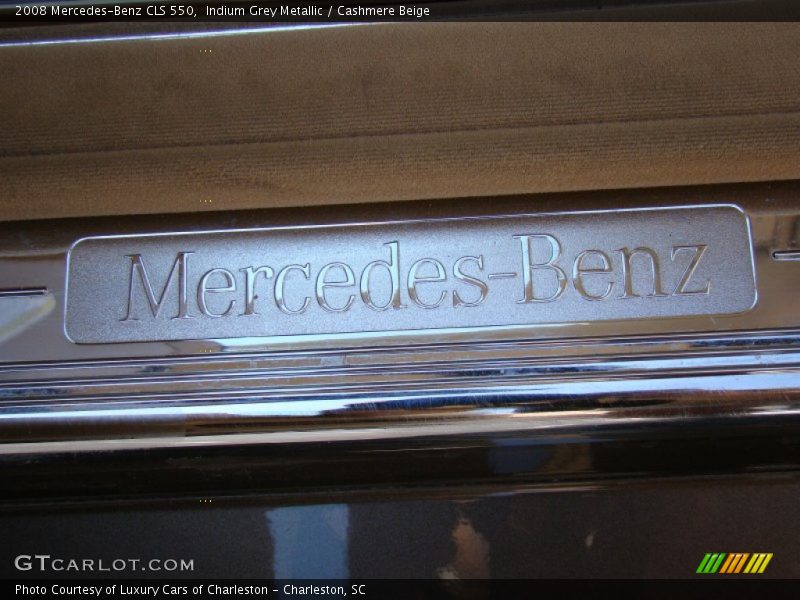 2008 Mercedes-Benz CLS 550,  Indium Grey Metallic / Cashmere Beige
Mercedes-Benz
GTCARLOT.COM
Photo Courtesy of Luxury Cars of Charleston - Charleston, SC